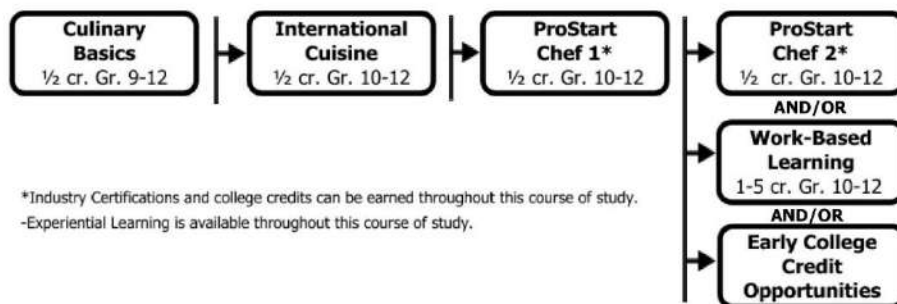 Culinary
Basics
½ cr. Gr. 9-12
International
Cuisine
½ cr. Gr. 10-12
ProStart
Chef 1*
½ cr. Gr. 10-12
ProStart
Chef 2*
½ cr. Gr. 10-12
AND/OR
Work-Based
Learning
1-5 cr. Gr. 10-12
AND/OR
Early College
Credit
Opportunities
*Industry Certifications and college credits can be earned throughout this course of study.
-Experiential Learning is available throughout this course of study.